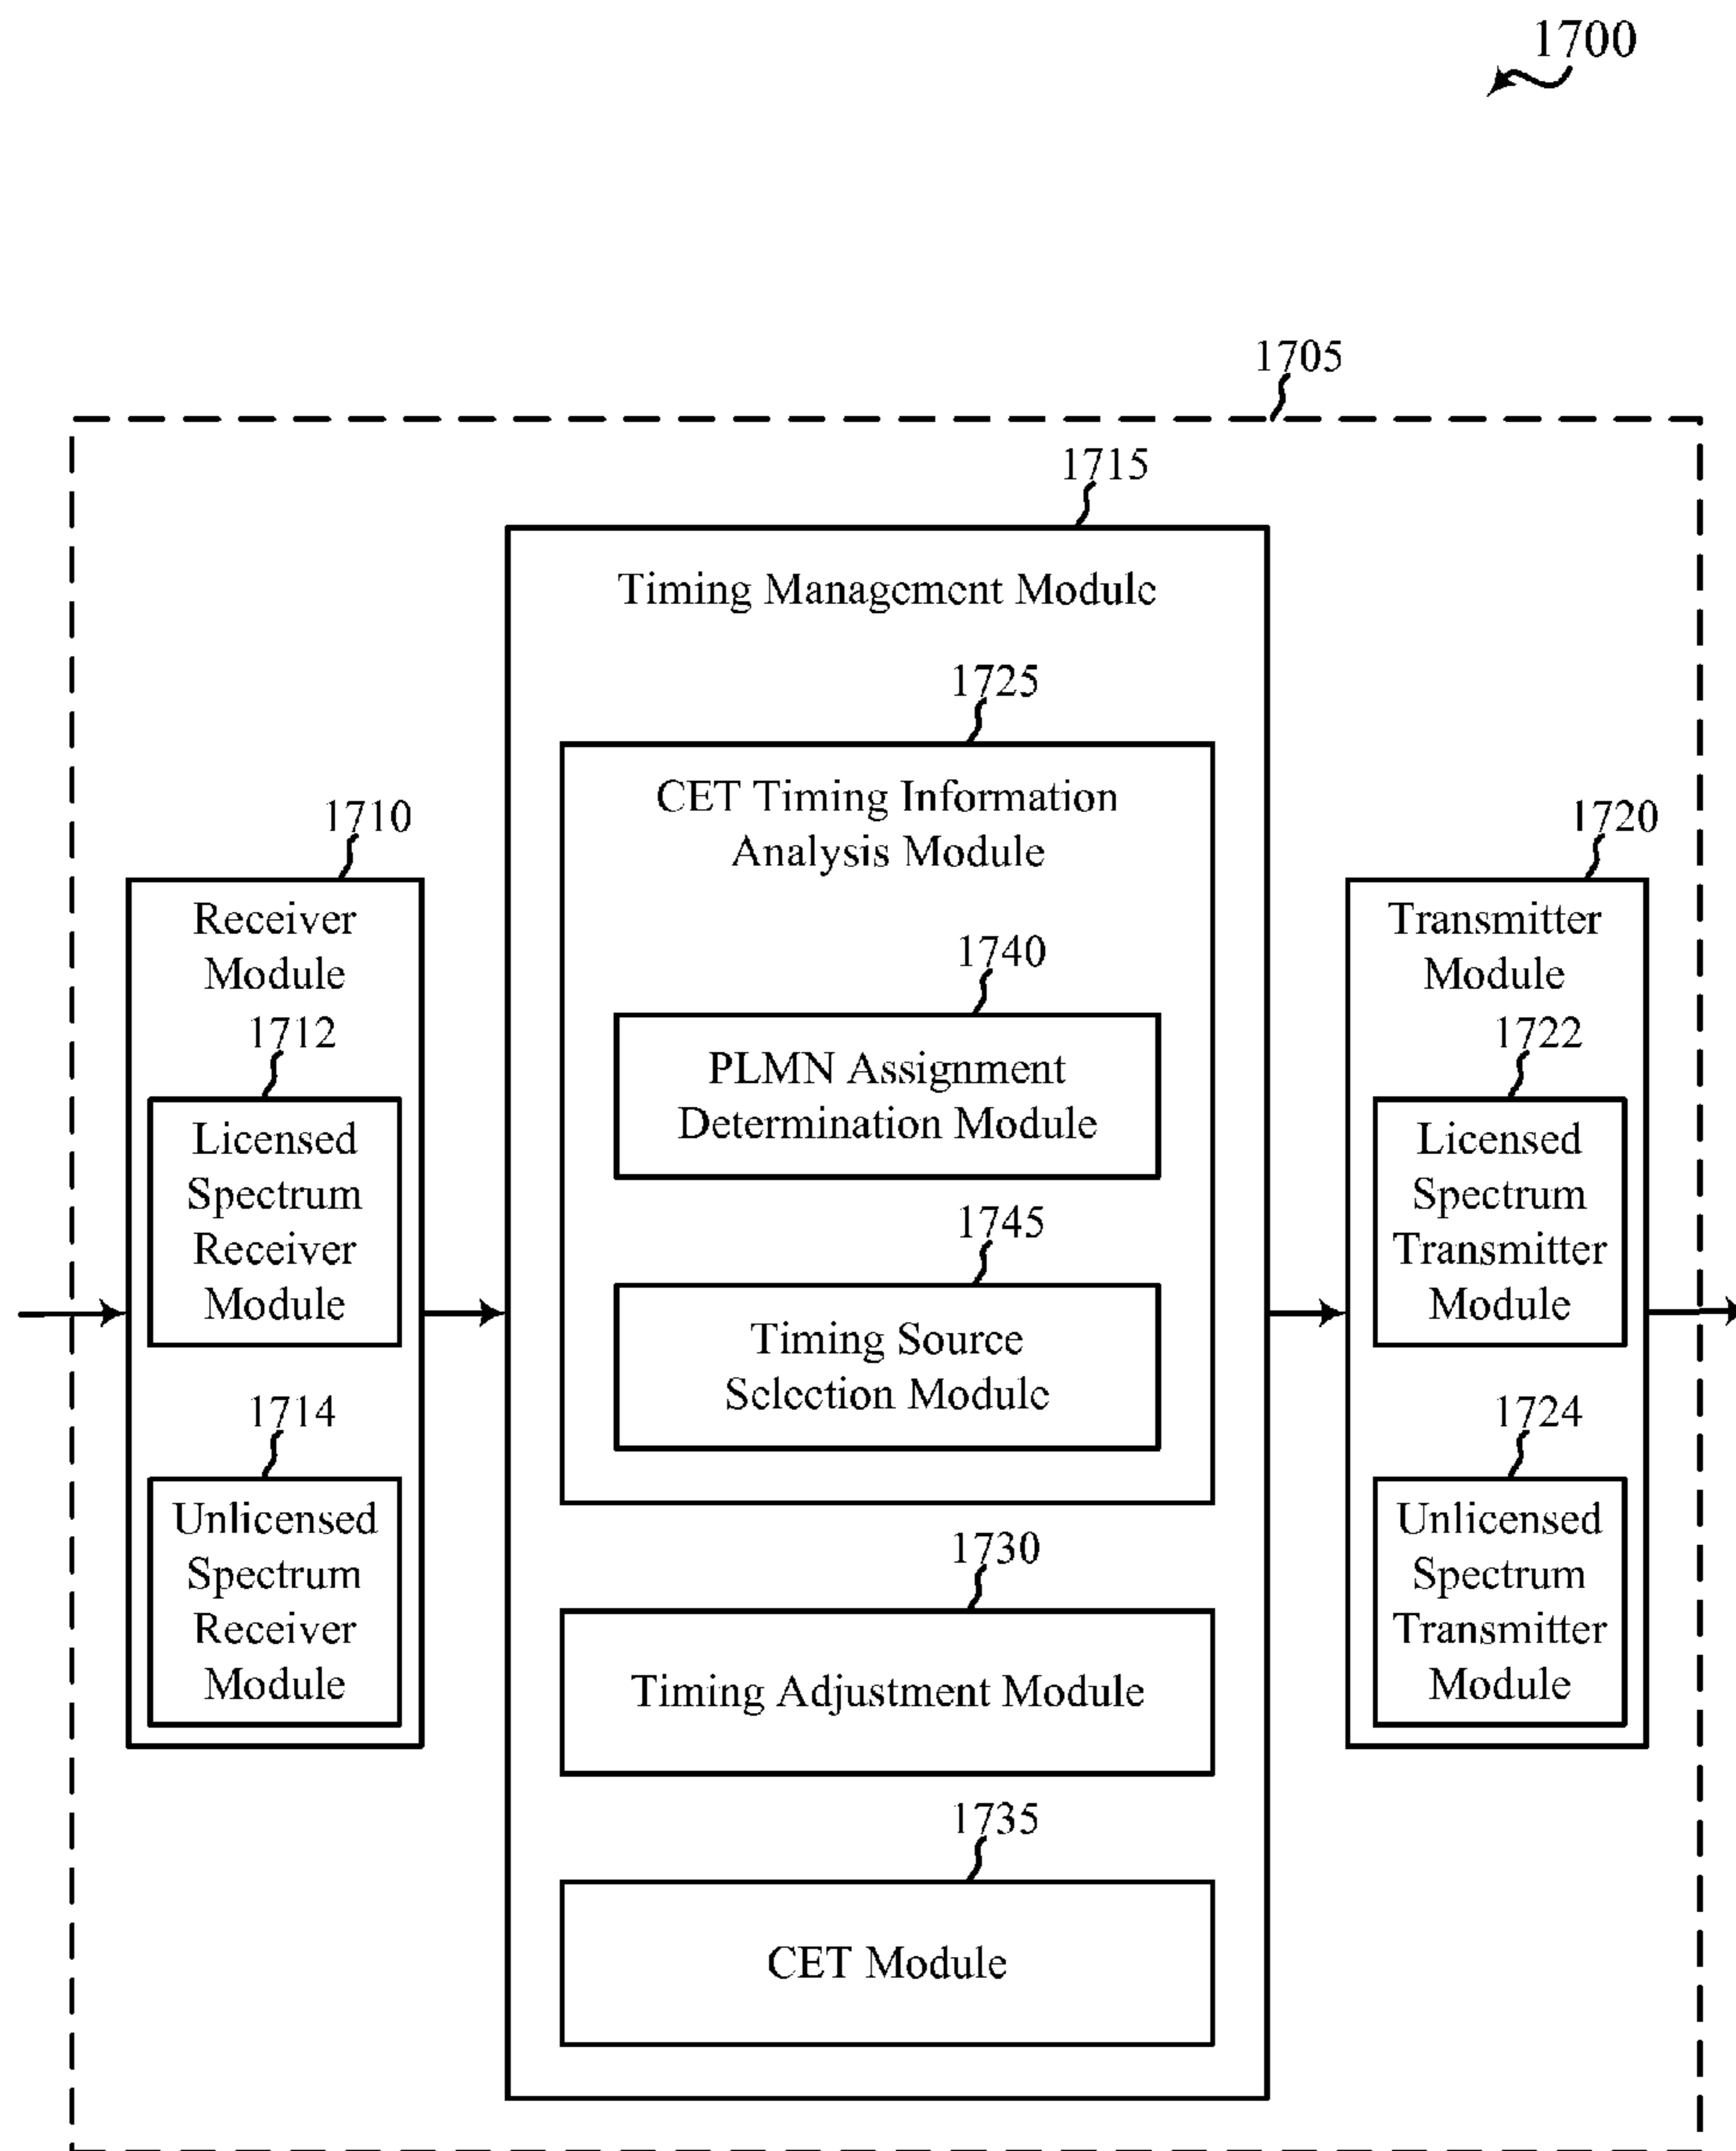 1700
1705
1715
Timing Management Module
1725
CET Timing Information
Analysis Module
1710
Receiver
Module
1720
Transmitter
Module
1740
PLMN Assignment
Determination Module
1712
Licensed
Spectrum
Receiver
Module
1722
Licensed
Spectrum
Transmitter
Module
1745
Timing Source
Selection Module
1714
Unlicensed
Spectrum
Receiver
Module
1724
Unlicensed
Spectrum
Transmitter
Module
1730
Timing Adjustment Module
1735
CET Module